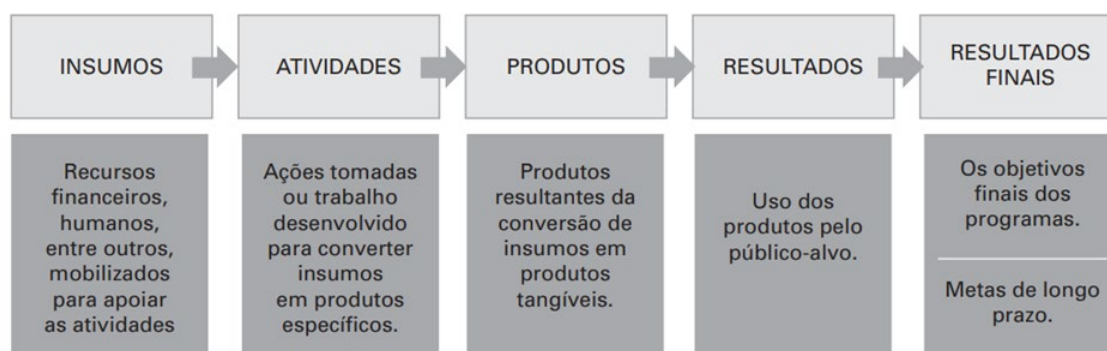 INSUMOS
ATIVIDADES
PRODUTOS
RESULTADOS
RESULTADOS
FINAIS
Recursos
financeiros,
humanos,
entre outros,
mobilizados
para apoiar
as atividades
Ações tomadas
ou trabalho
desenvolvido
para converter
insumos
em produtos
específicos.
Produtos
resultantes da
conversão de
insumos em
produtos
tangíveis.
Uso dos
produtos pelo
público-alvo.
Os objetivos
finais dos
programas.
Metas de longo
prazo.